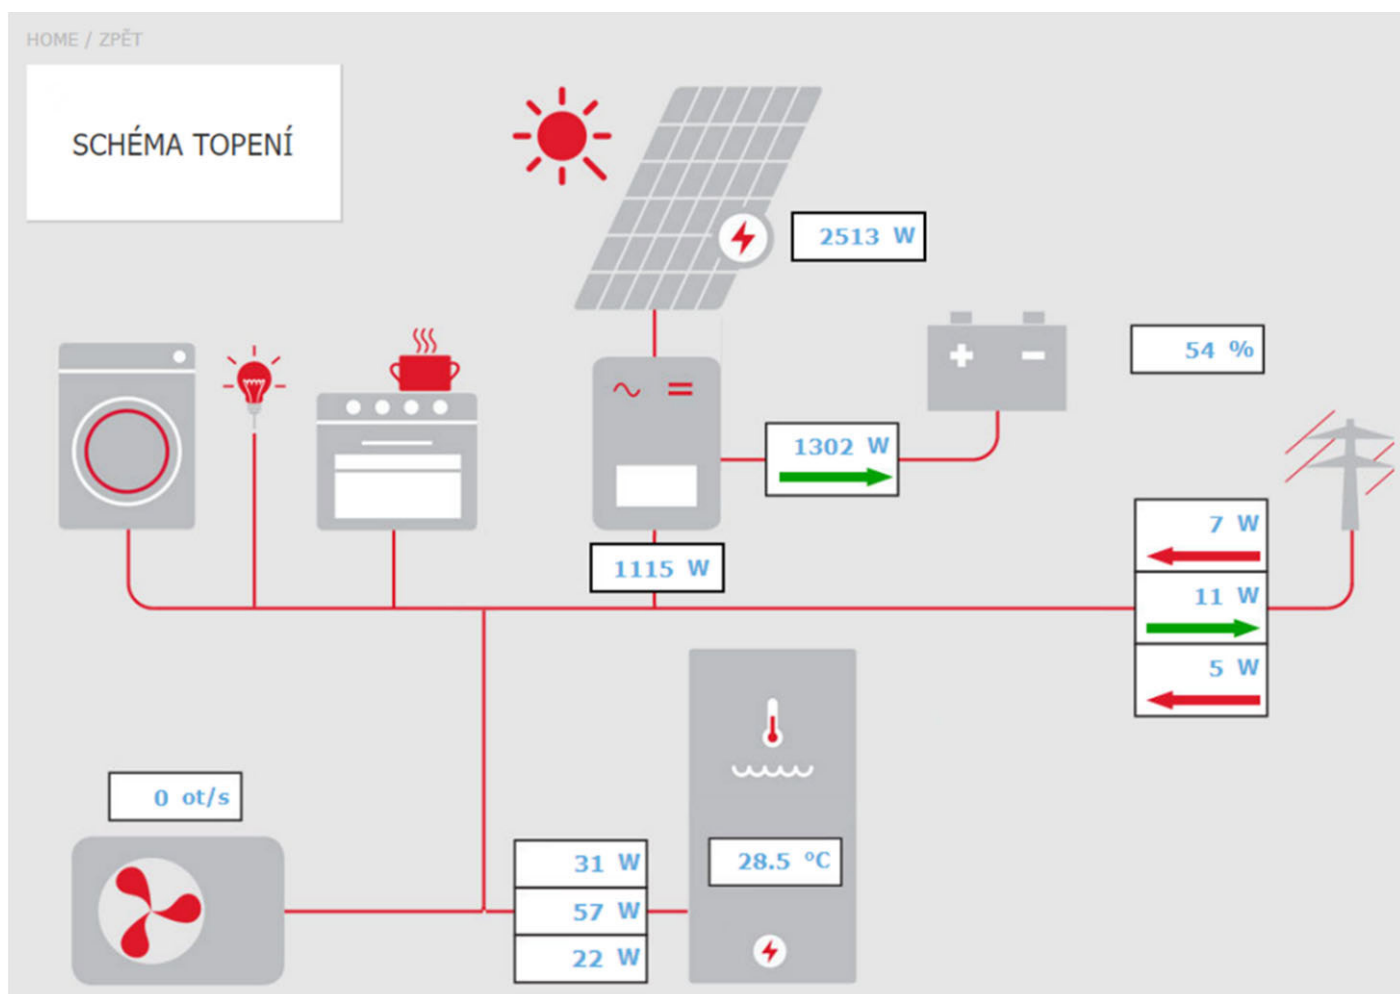 HOME / ZPĚT
SCHÉMA TOPENÍ
2513 W
54 %
1302 W
7 W
1115 W
11 W
5 W
0 ot/s
31 W
28.5 °C
57 W
22 W